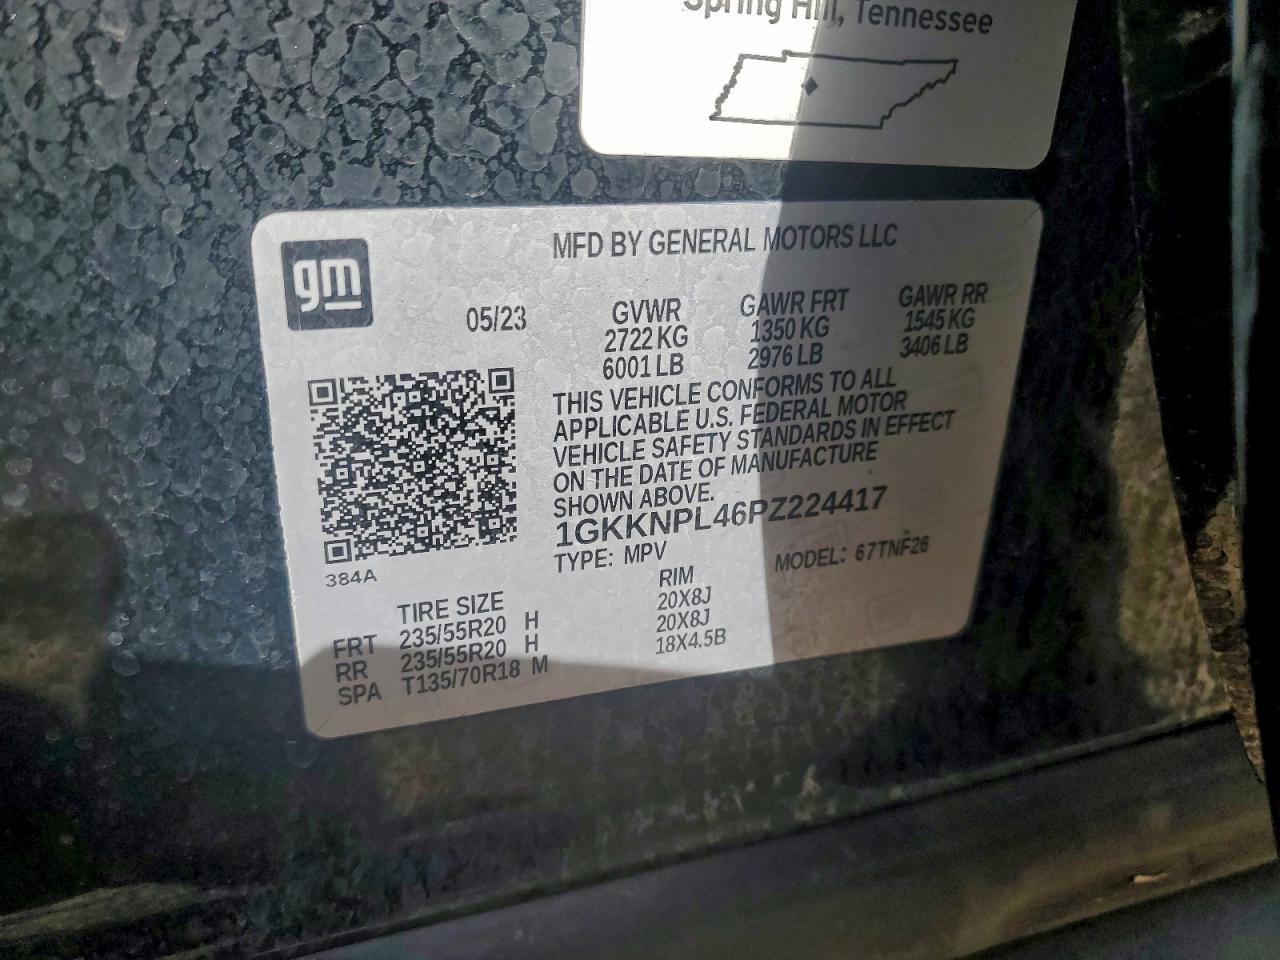 Spring Hill, Tennessee
gm
MFD BY GENERAL MOTORS LLC
05/23
GVWR
2722 KG
6001 LB
GAWR FRT
1350 KG
2976 LB
GAWR RR
1545 KG
3406 LB
THIS VEHICLE CONFORMS TO ALL
APPLICABLE U.S. FEDERAL MOTOR
VEHICLE SAFETY STANDARDS IN EFFECT
ON THE DATE OF MANUFACTURE
SHOWN ABOVE.
1GKKNPL46PZ224417
TYPE: MPV MODEL: 67TNF26
384A
TIRE SIZE RIM
FRT 235/55R20 H 20X8J
RR 235/55R20 H 20X8J
SPA T135/70R18 M 18X4.5B